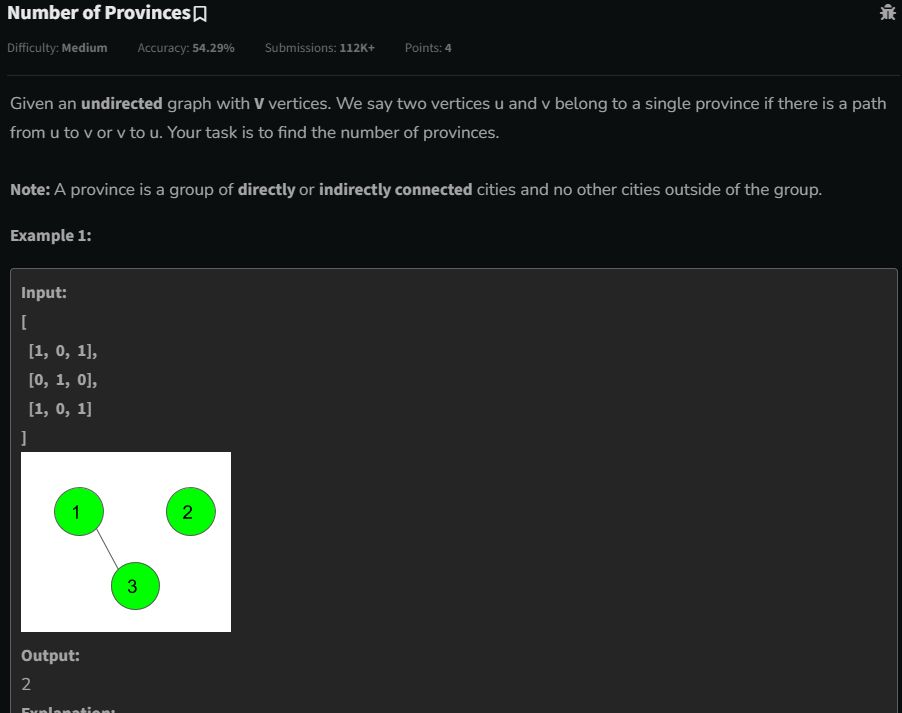 Number of Provinces
Difficulty: Medium Accuracy: 54.29% Submissions: 112K+ Points: 4
Given an undirected graph with V vertices. We say two vertices u and v belong to a single province if there is a path
from u to v or v to u. Your task is to find the number of provinces.
Note: A province is a group of directly or indirectly connected cities and no other cities outside of the group.
Example 1:
Input:
[
[1, 0, 1],
[0, 1, 0],
[1, 0, 1]
]
1 2
3
Output:
2
Explanation: